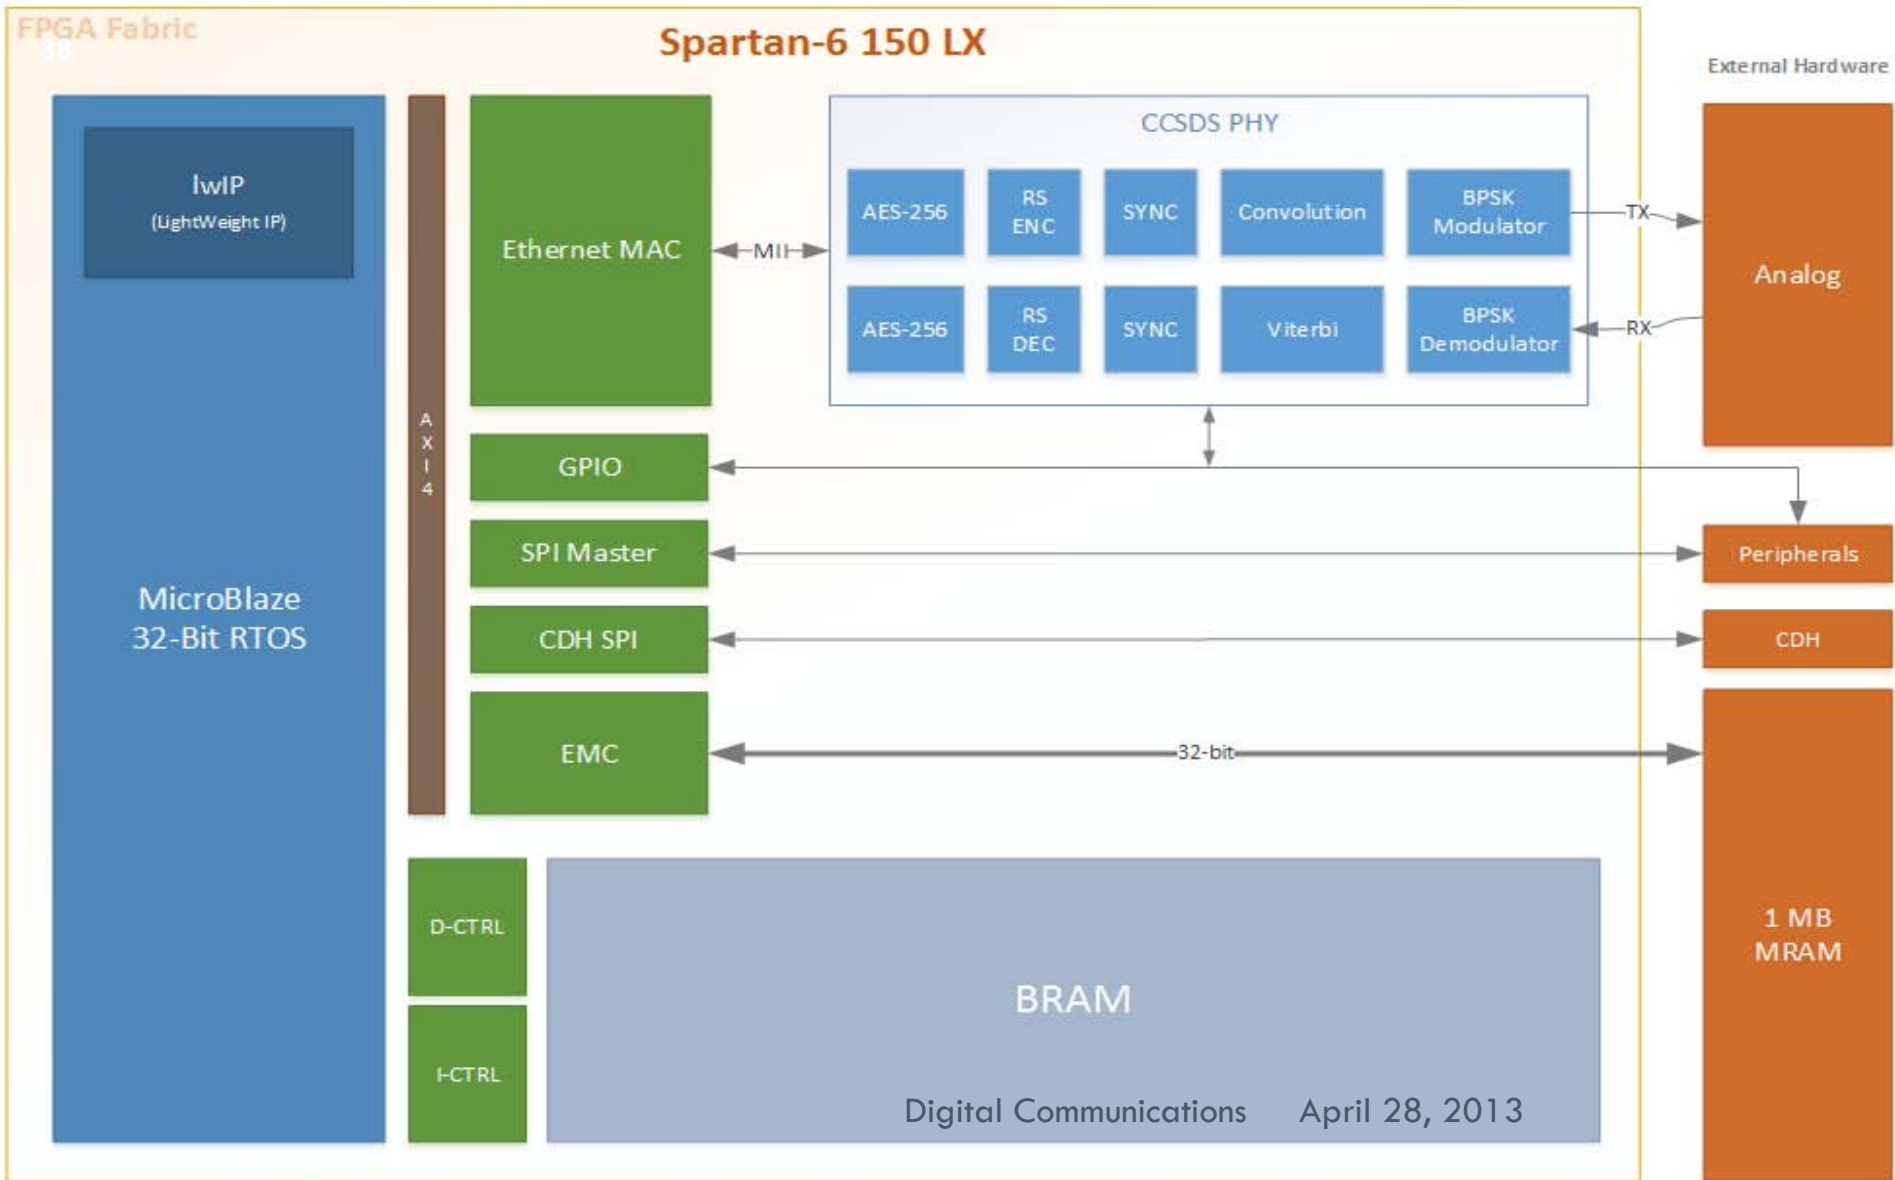 FPGA Fabric
38
Spartan-6 150 LX
External Hardware
lwIP
(LightWeight IP)
MicroBlaze
32-Bit RTOS
A
X
I
4
Ethernet MAC
MII
CCSDS PHY
AES-256
RS
ENC
SYNC
Convolution
BPSK
Modulator
TX
AES-256
RS
DEC
SYNC
Viterbi
BPSK
Demodulator
RX
Analog
GPIO
SPI Master
Peripherals
CDH SPI
CDH
EMC
32-bit
1 MB
MRAM
D-CTRL
I-CTRL
BRAM
Digital Communications April 28, 2013